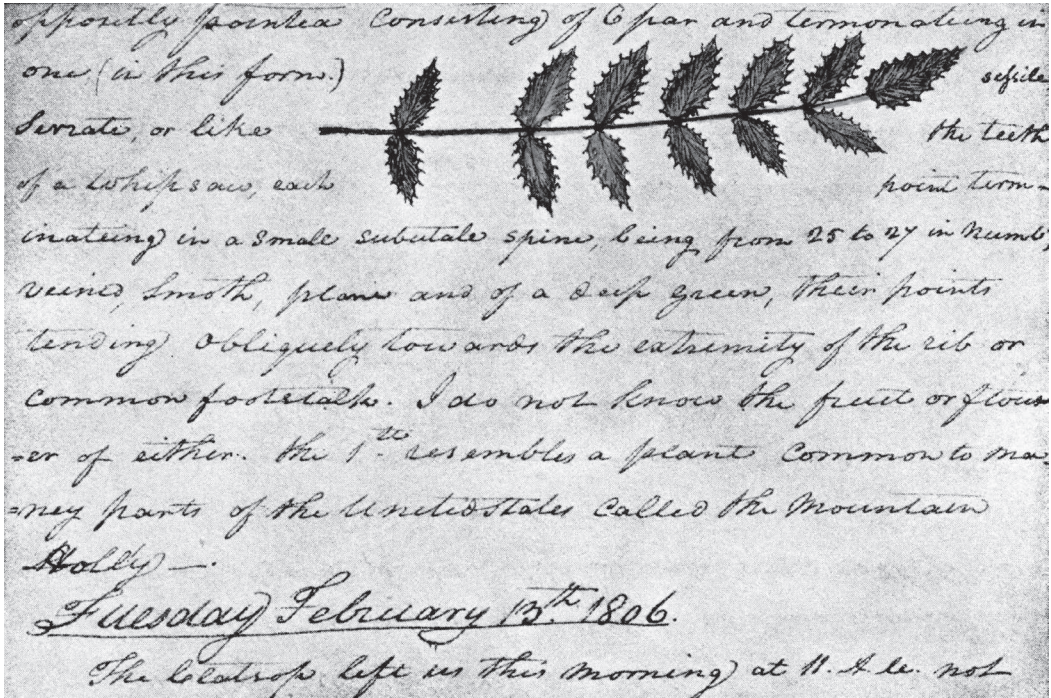 oppositly pointed Consisting of 6 par and termonateing in
one (in this form.) sessile,
Serrate, or like the teeth
of a whipsaw, each point term-
inateing in a small subulate spine, being from 25 to 27 in numb,
veined, smoth, plane and of a deep green, their points
tending obliquely towards the extremity of the rib or
common footstalk. I do not know the fruit or flow
=er of either. the 1st resembles a plant Common to ma
=ney parts of the United States called the Mountain
Holly —.
Tuesday February 13th 1806.
The Clatsop left us this morning at 11. A.M. not